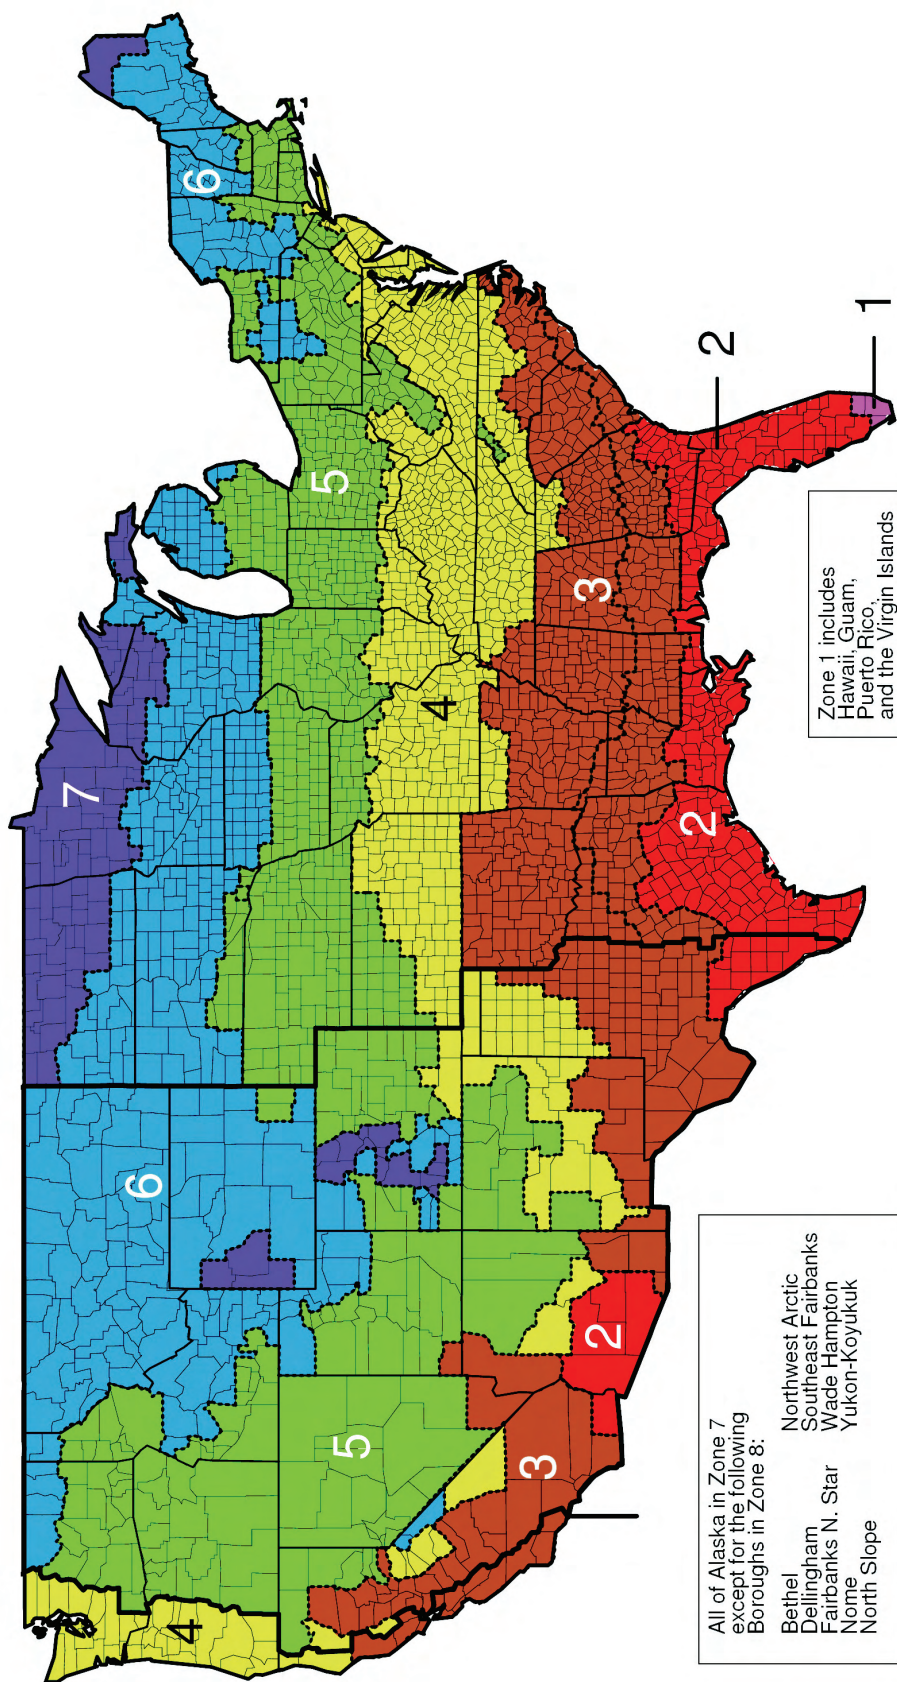 7
6
6
6
5
5
4
4
3
3
2
2
2
1
All of Alaska in Zone 7
except for the following
Boroughs in Zone 8:
Bethel
Dellingham
Fairbanks N. Star
Nome
North Slope
Northwest Arctic
Southeast Fairbanks
Wade Hampton
Yukon-Koyukuk
Zone 1 includes
Hawaii, Guam,
Puerto Rico,
and the Virgin Islands